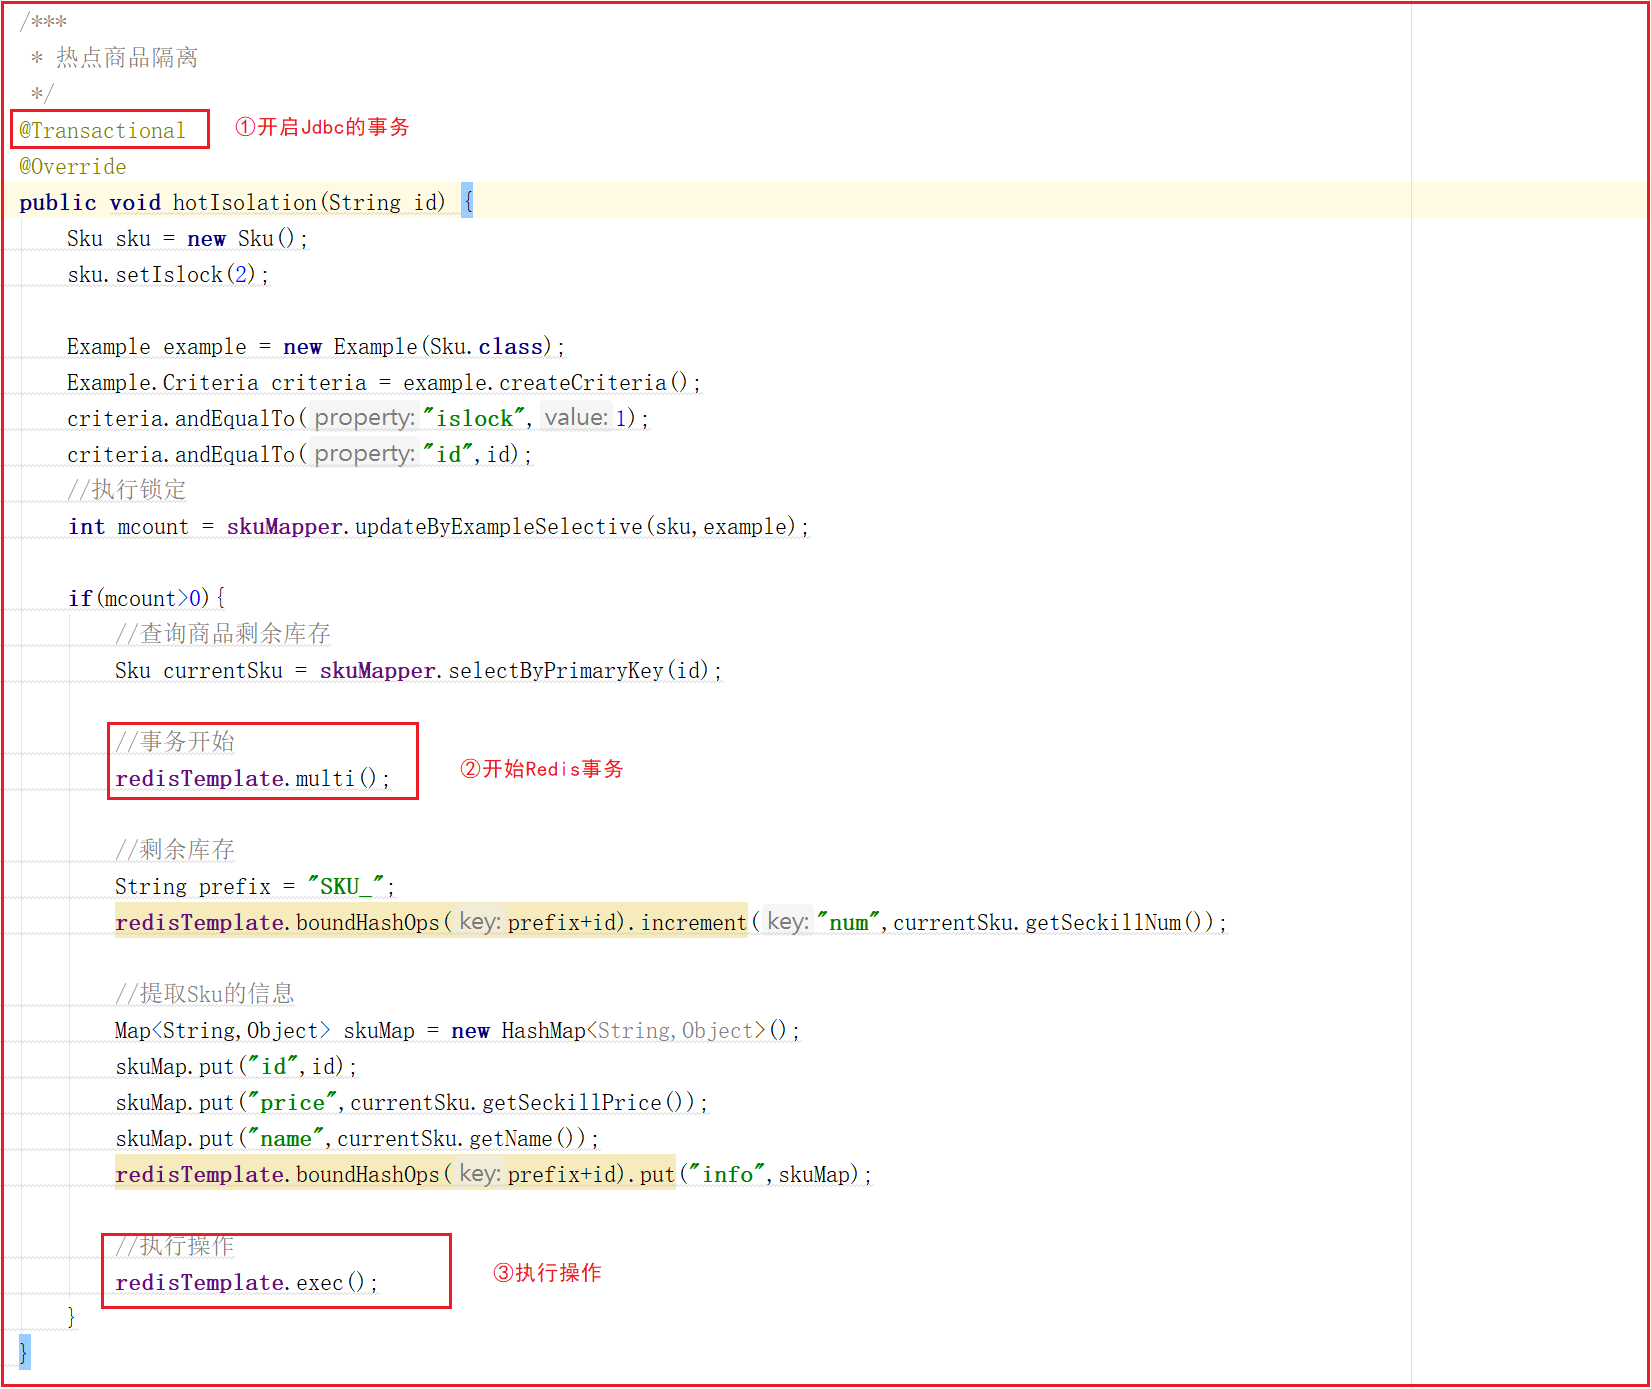 /***
* 热点商品隔离
*/
@Transactional ①开启Jdbc的事务
@Override
public void hotIsolation(String id) {
Sku sku = new Sku();
sku.setIslock(2);
Example example = new Example(Sku.class);
Example.Criteria criteria = example.createCriteria();
criteria.andEqualTo( property: "islock", value: 1);
criteria.andEqualTo( property: "id",id);
//执行锁定
int mcount = skuMapper.updateByExampleSelective(sku,example);
if(mcount>0){
//查询商品剩余库存
Sku currentSku = skuMapper.selectByPrimaryKey(id);
//事务开始
redisTemplate.multi(); ②开始Redis事务
//剩余库存
String prefix = "SKU_";
redisTemplate.boundHashOps( key: prefix+id).increment( key: "num",currentSku.getSeckillNum());
//提取Sku的信息
Map<String,Object> skuMap = new HashMap<String,Object>();
skuMap.put("id",id);
skuMap.put("price",currentSku.getSeckillPrice());
skuMap.put("name",currentSku.getName());
redisTemplate.boundHashOps( key: prefix+id).put("info",skuMap);
//执行操作
redisTemplate.exec(); ③执行操作
}
}